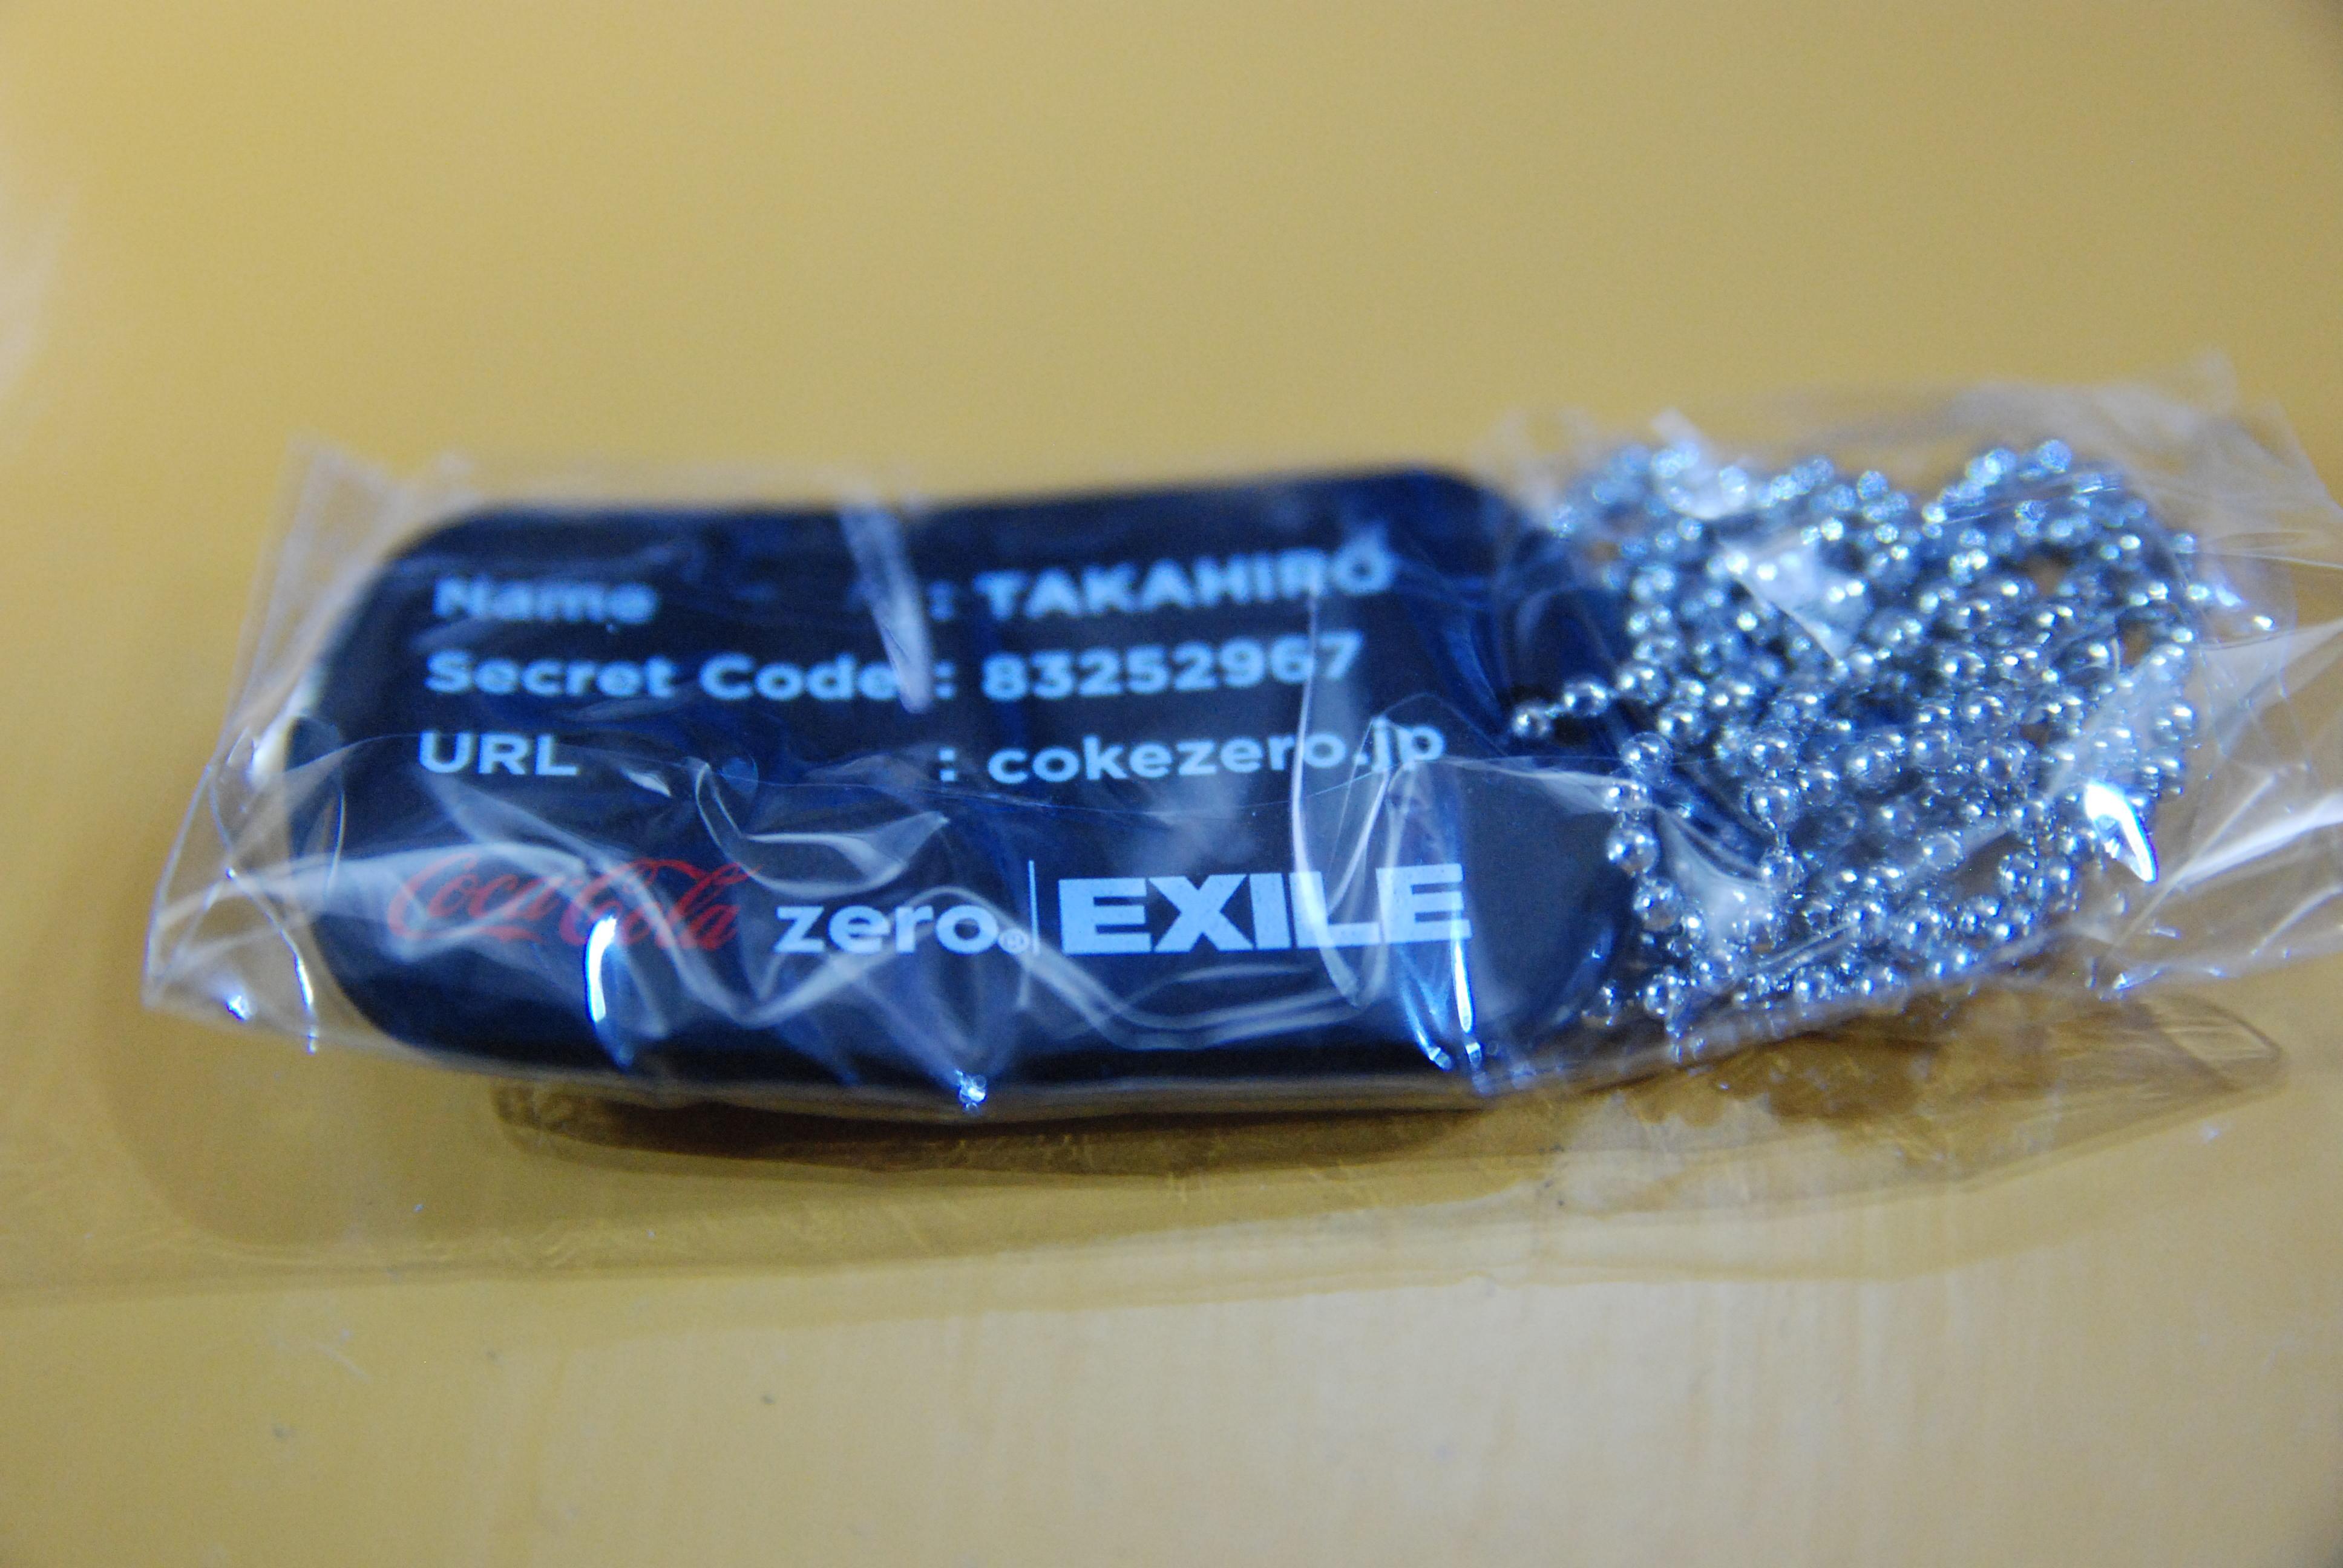 Name : TAKAHIRO
Secret Code : 83252967
URL : cokezero.jp
Coca-Cola zero® | EXILE